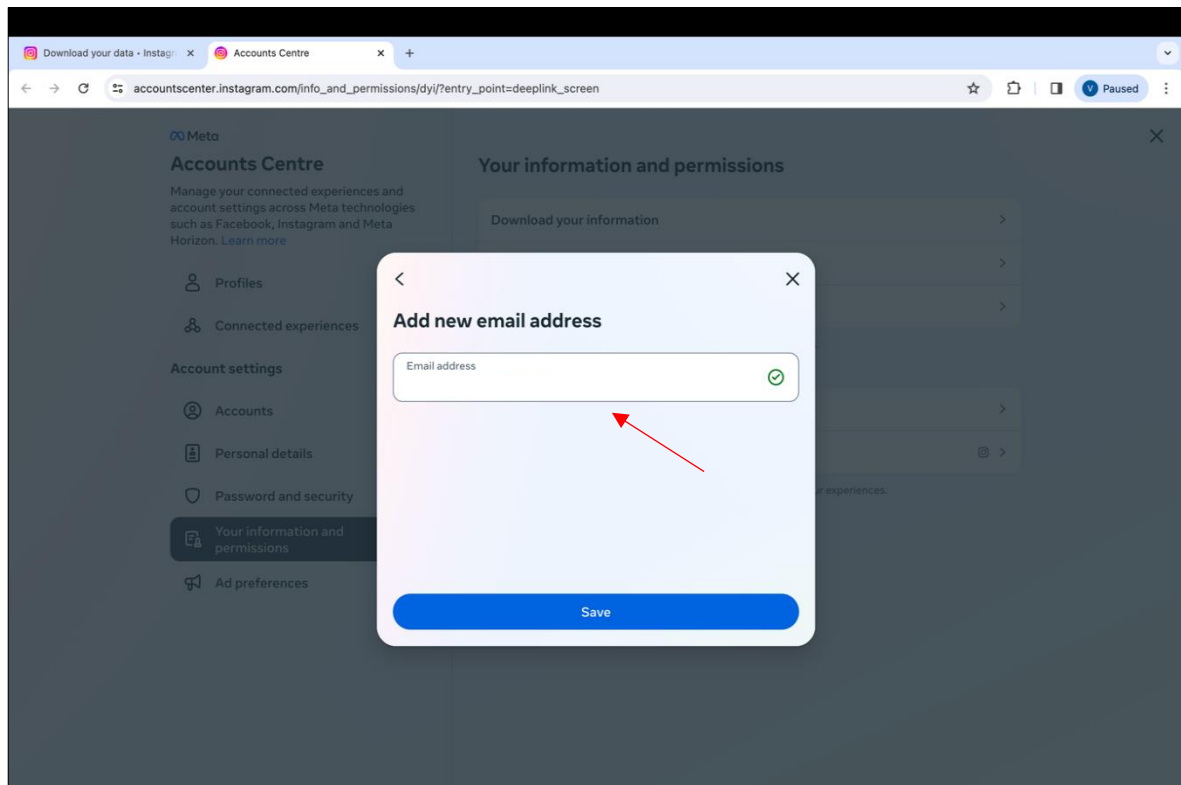 Download your data • Instagr
Accounts Centre
accountscenter.instagram.com/info_and_permissions/dyi/?entry_point=deeplink_screen
V Paused
Meta
Accounts Centre
Manage your connected experiences and
account settings across Meta technologies
such as Facebook, Instagram and Meta
Horizon. Learn more
Profiles
Connected experiences
Account settings
Accounts
Personal details
Password and security
Your information and
permissions
Ad preferences
Your information and permissions
Download your information
experiences.
Add new email address
Email address
Save